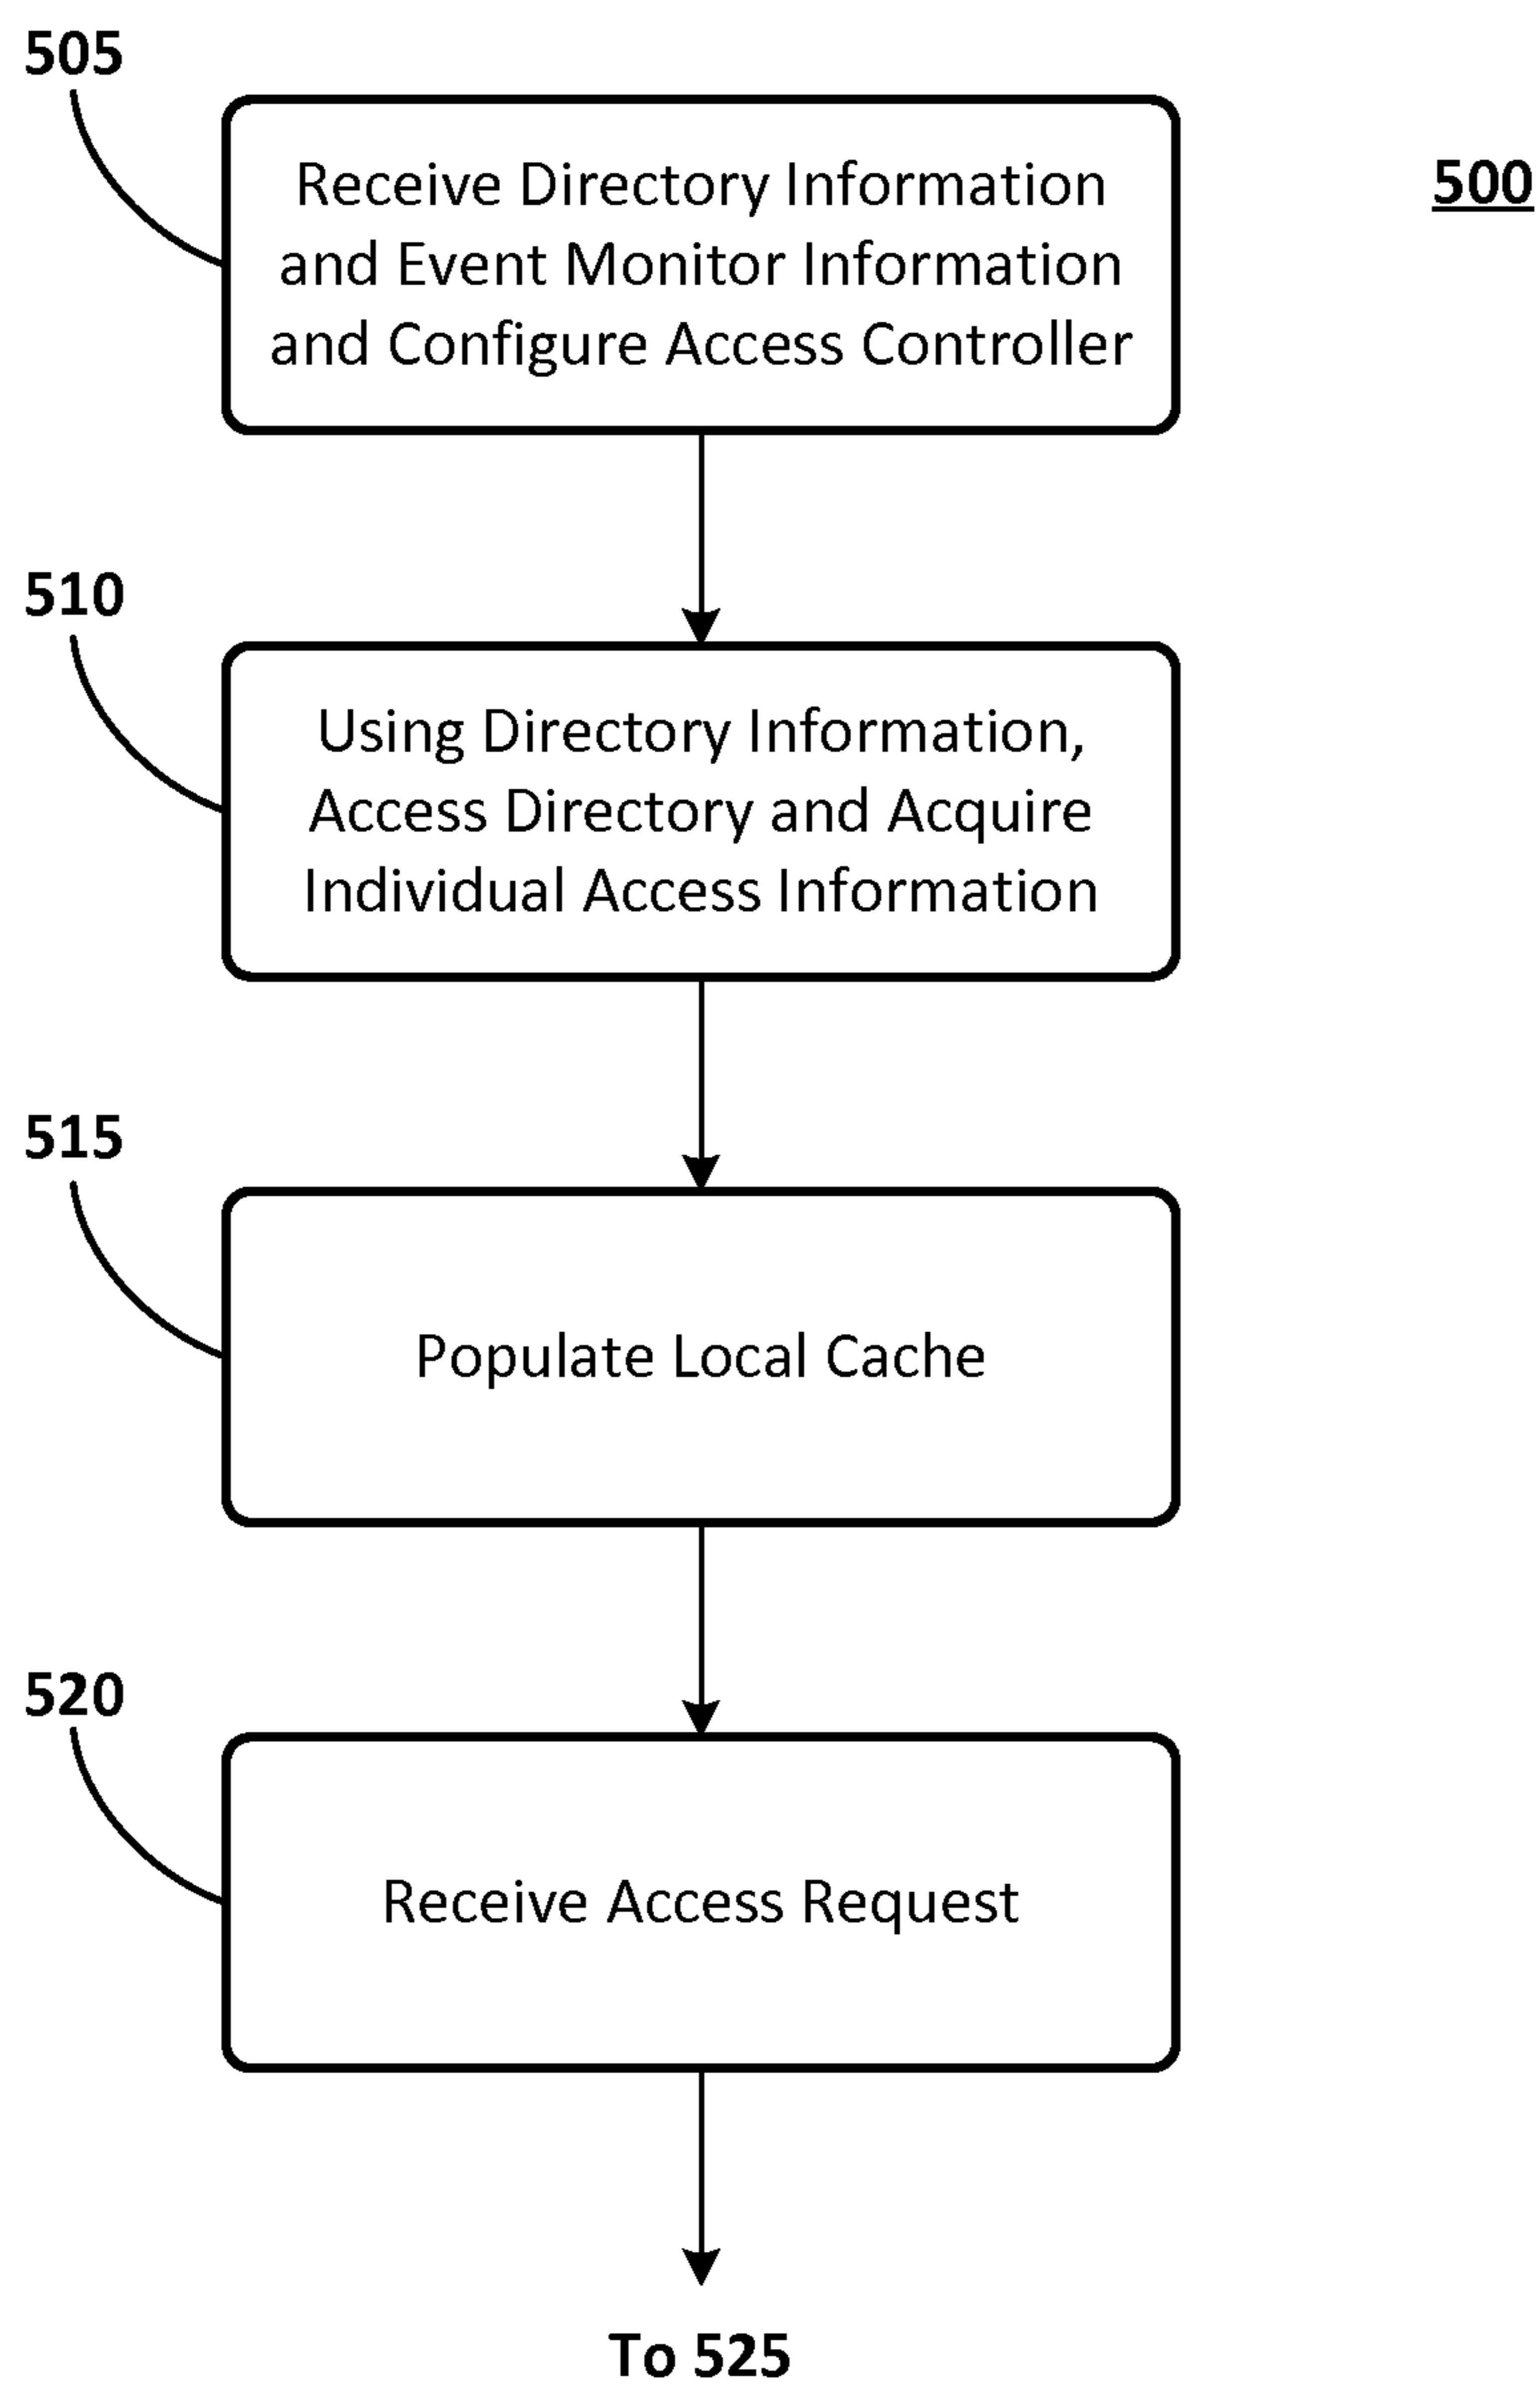 505
Receive Directory Information
and Event Monitor Information
and Configure Access Controller
500
510
Using Directory Information,
Access Directory and Acquire
Individual Access Information
515
Populate Local Cache
520
Receive Access Request
To 525